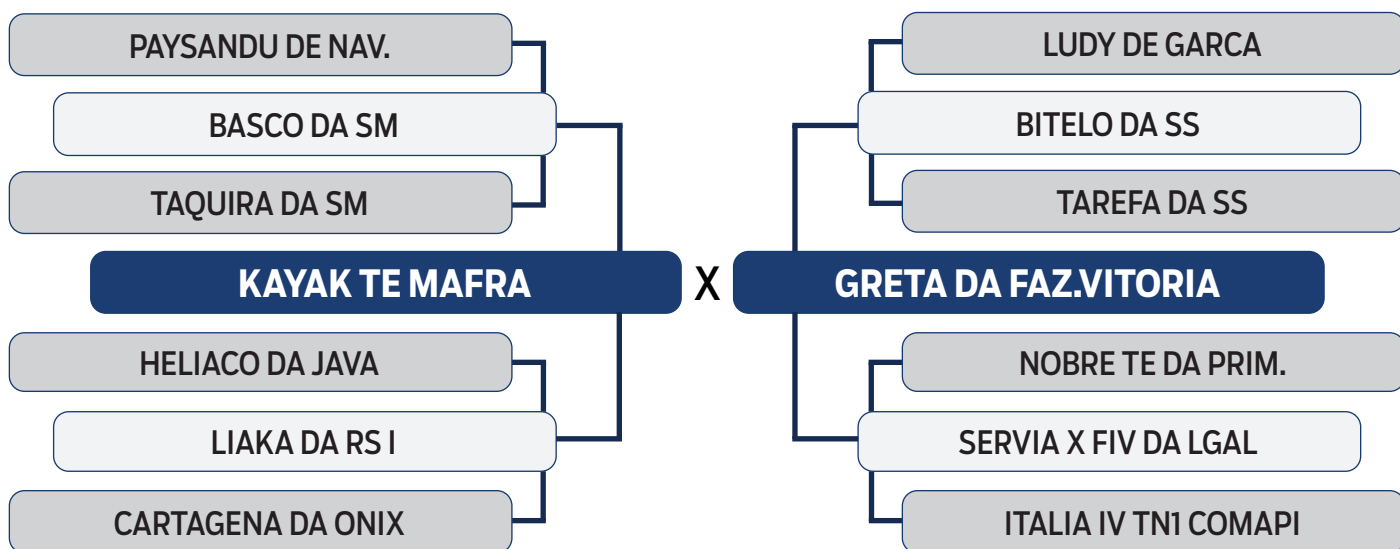 PAYSANDU DE NAV.
BASCO DA SM
TAQUIRA DA SM
KAYAK TE MAFRA
HELIACO DA JAVA
LIAKA DA RS I
CARTAGENA DA ONIX
X
LUDY DE GARCA
BITELO DA SS
TAREFA DA SS
GRETA DA FAZ.VITORIA
NOBRE TE DA PRIM.
SERVIA X FIV DA LGAL
ITALIA IV TN1 COMAPI